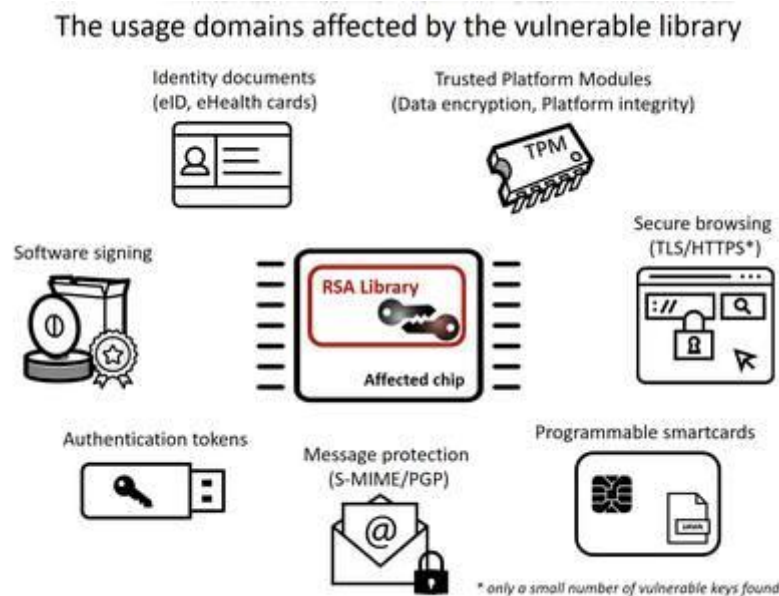 The usage domains affected by the vulnerable library
Identity documents
(eID, eHealth cards)
Trusted Platform Modules
(Data encryption, Platform integrity)
TPM
Secure browsing
(TLS/HTTPS*)
://
Software signing
RSA Library
Affected chip
Authentication tokens
Message protection
(S-MIME/PGP)
@
Programmable smartcards
* only a small number of vulnerable keys found